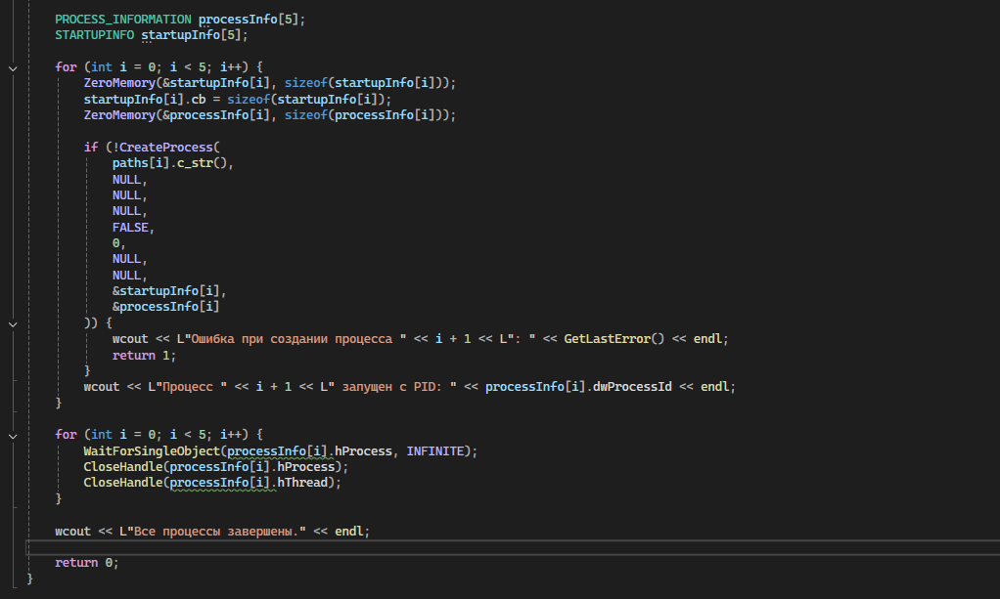 PROCESS_INFORMATION processInfo[5];
STARTUPINFO startupInfo[5];
for (int i = 0; i < 5; i++) {
ZeroMemory(&startupInfo[i], sizeof(startupInfo[i]));
startupInfo[i].cb = sizeof(startupInfo[i]);
ZeroMemory(&processInfo[i], sizeof(processInfo[i]));
if (!CreateProcess(
paths[i].c_str(),
NULL,
NULL,
NULL,
FALSE,
0,
NULL,
NULL,
&startupInfo[i],
&processInfo[i]
)) {
wcout << L"Ошибка при создании процесса " << i + 1 << L": " << GetLastError() << endl;
return 1;
}
wcout << L"Процесс " << i + 1 << L" запущен с PID: " << processInfo[i].dwProcessId << endl;
}
for (int i = 0; i < 5; i++) {
WaitForSingleObject(processInfo[i].hProcess, INFINITE);
CloseHandle(processInfo[i].hProcess);
CloseHandle(processInfo[i].hThread);
}
wcout << L"Все процессы завершены." << endl;
return 0;
}